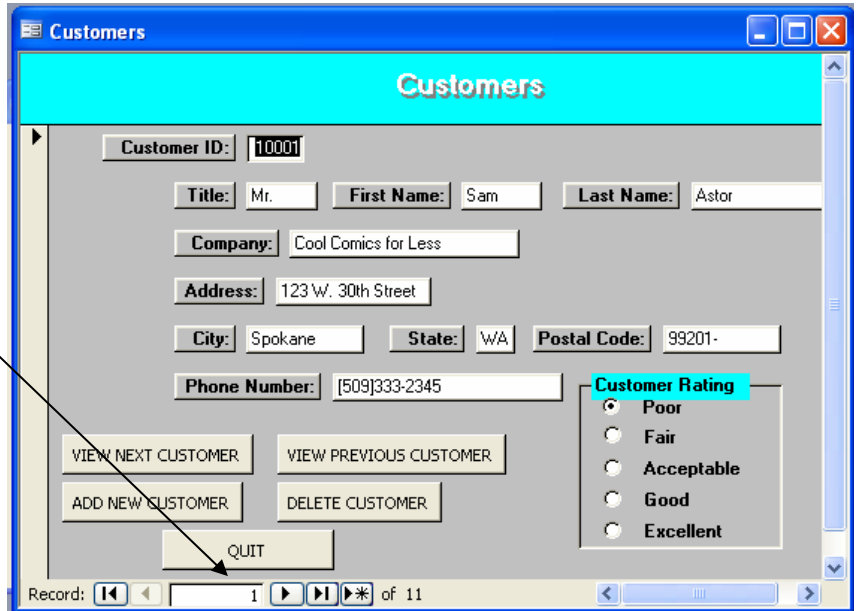 Customers
Customers
Customer ID: 10001
Title: Mr. First Name: Sam Last Name: Astor
Company: Cool Comics for Less
Address: 123 W. 30th Street
City: Spokane State: WA Postal Code: 99201-
Phone Number: [509]333-2345
Customer Rating
Poor
Fair
Acceptable
Good
Excellent
VIEW NEXT CUSTOMER VIEW PREVIOUS CUSTOMER
ADD NEW CUSTOMER DELETE CUSTOMER
QUIT
Record: 1 of 11